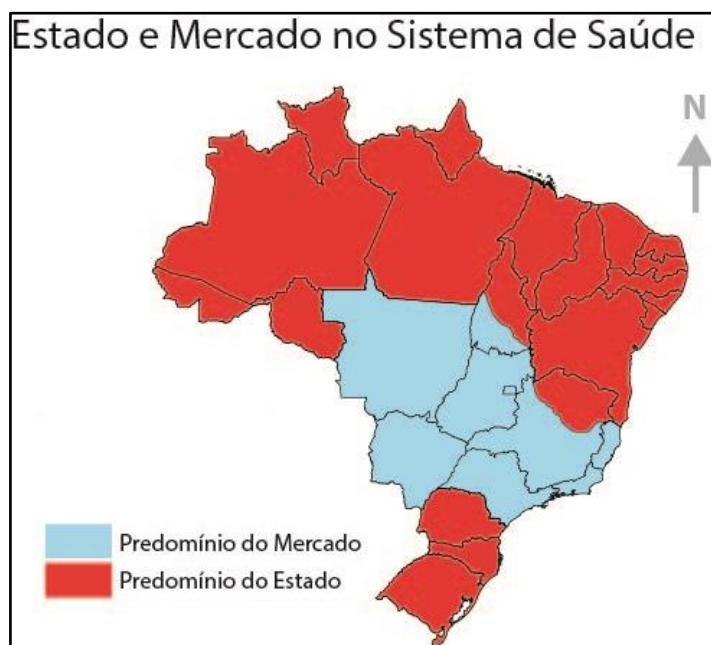 Estado e Mercado no Sistema de Saúde
N
Predomínio do Mercado
Predomínio do Estado